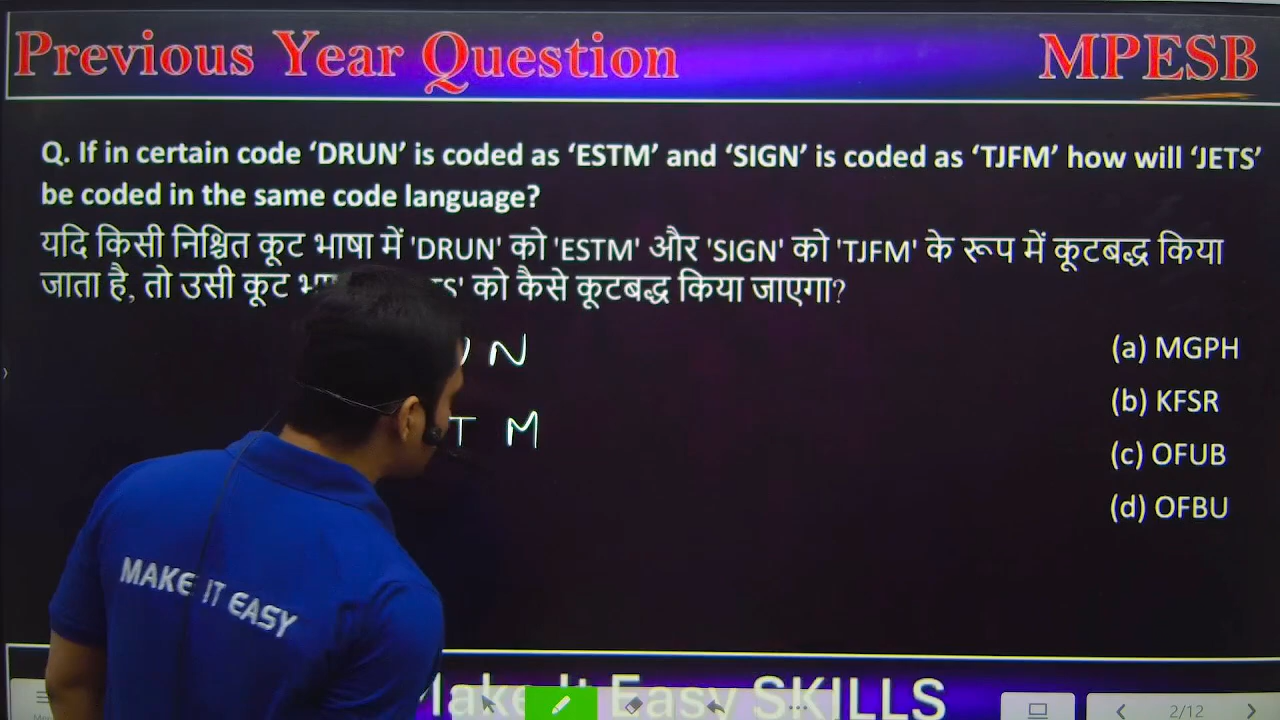 Previous Year Question MPESB
Q. If in certain code ‘DRUN’ is coded as ‘ESTM’ and ‘SIGN’ is coded as ‘TJFM’ how will ‘JETS’
be coded in the same code language?
यदि किसी निश्चित कूट भाषा में 'DRUN' को 'ESTM' और 'SIGN' को 'TJFM' के रूप में कूटबद्ध किया
जाता है, तो उसी कूट को कैसे कूटबद्ध किया जाएगा?
N
T M
(a) MGPH
(b) KFSR
(c) OFUB
(d) OFBU
MAKE IT EASY
Make It Easy SKILLS
2/12